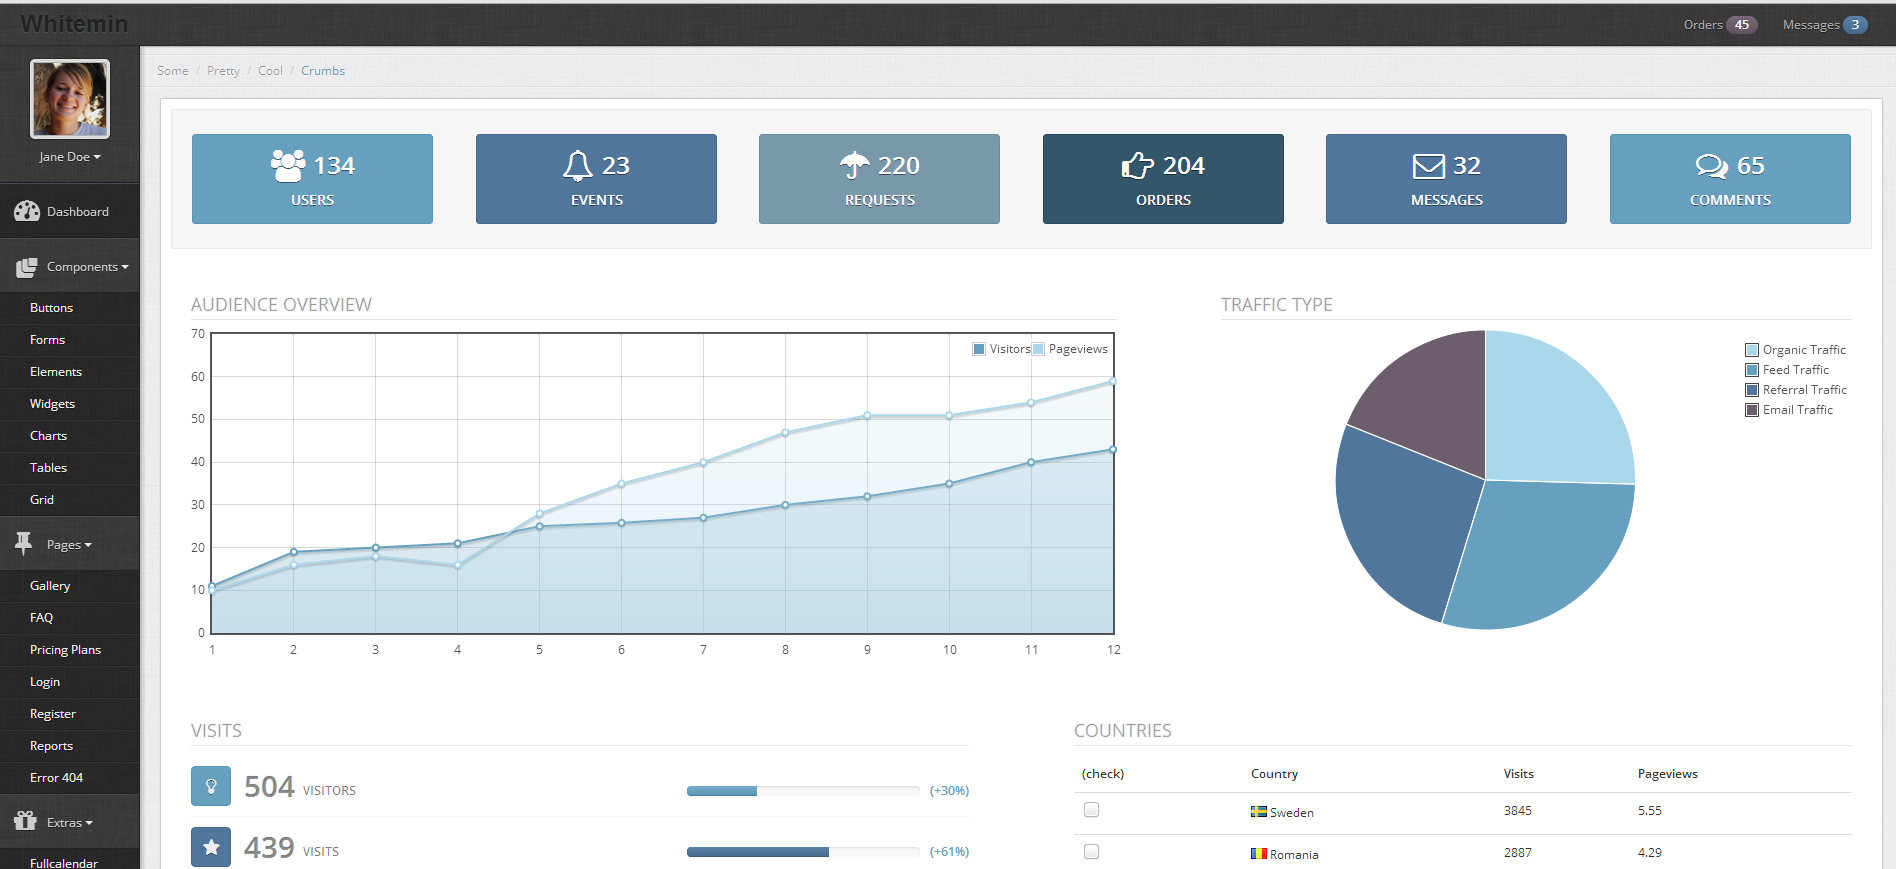 Whitemin
Orders 45 Messages 3
Some / Pretty / Cool / Crumbs
Jane Doe
Dashboard
Components
Buttons
Forms
Elements
Widgets
Charts
Tables
Grid
Pages
Gallery
FAQ
Pricing Plans
Login
Register
Reports
Error 404
Extras
Fullcalendar
134
USERS
23
EVENTS
220
REQUESTS
204
ORDERS
32
MESSAGES
65
COMMENTS
AUDIENCE OVERVIEW
70
60
50
40
30
20
10
0
1 2 3 4 5 6 7 8 9 10 11 12
Visitors Pageviews
TRAFFIC TYPE
Organic Traffic
Feed Traffic
Referral Traffic
Email Traffic
VISITS
504 VISITORS (+30%)
439 VISITS (+61%)
COUNTRIES
(check) Country Visits Pageviews
Sweden 3845 5.55
Romania 2887 4.29